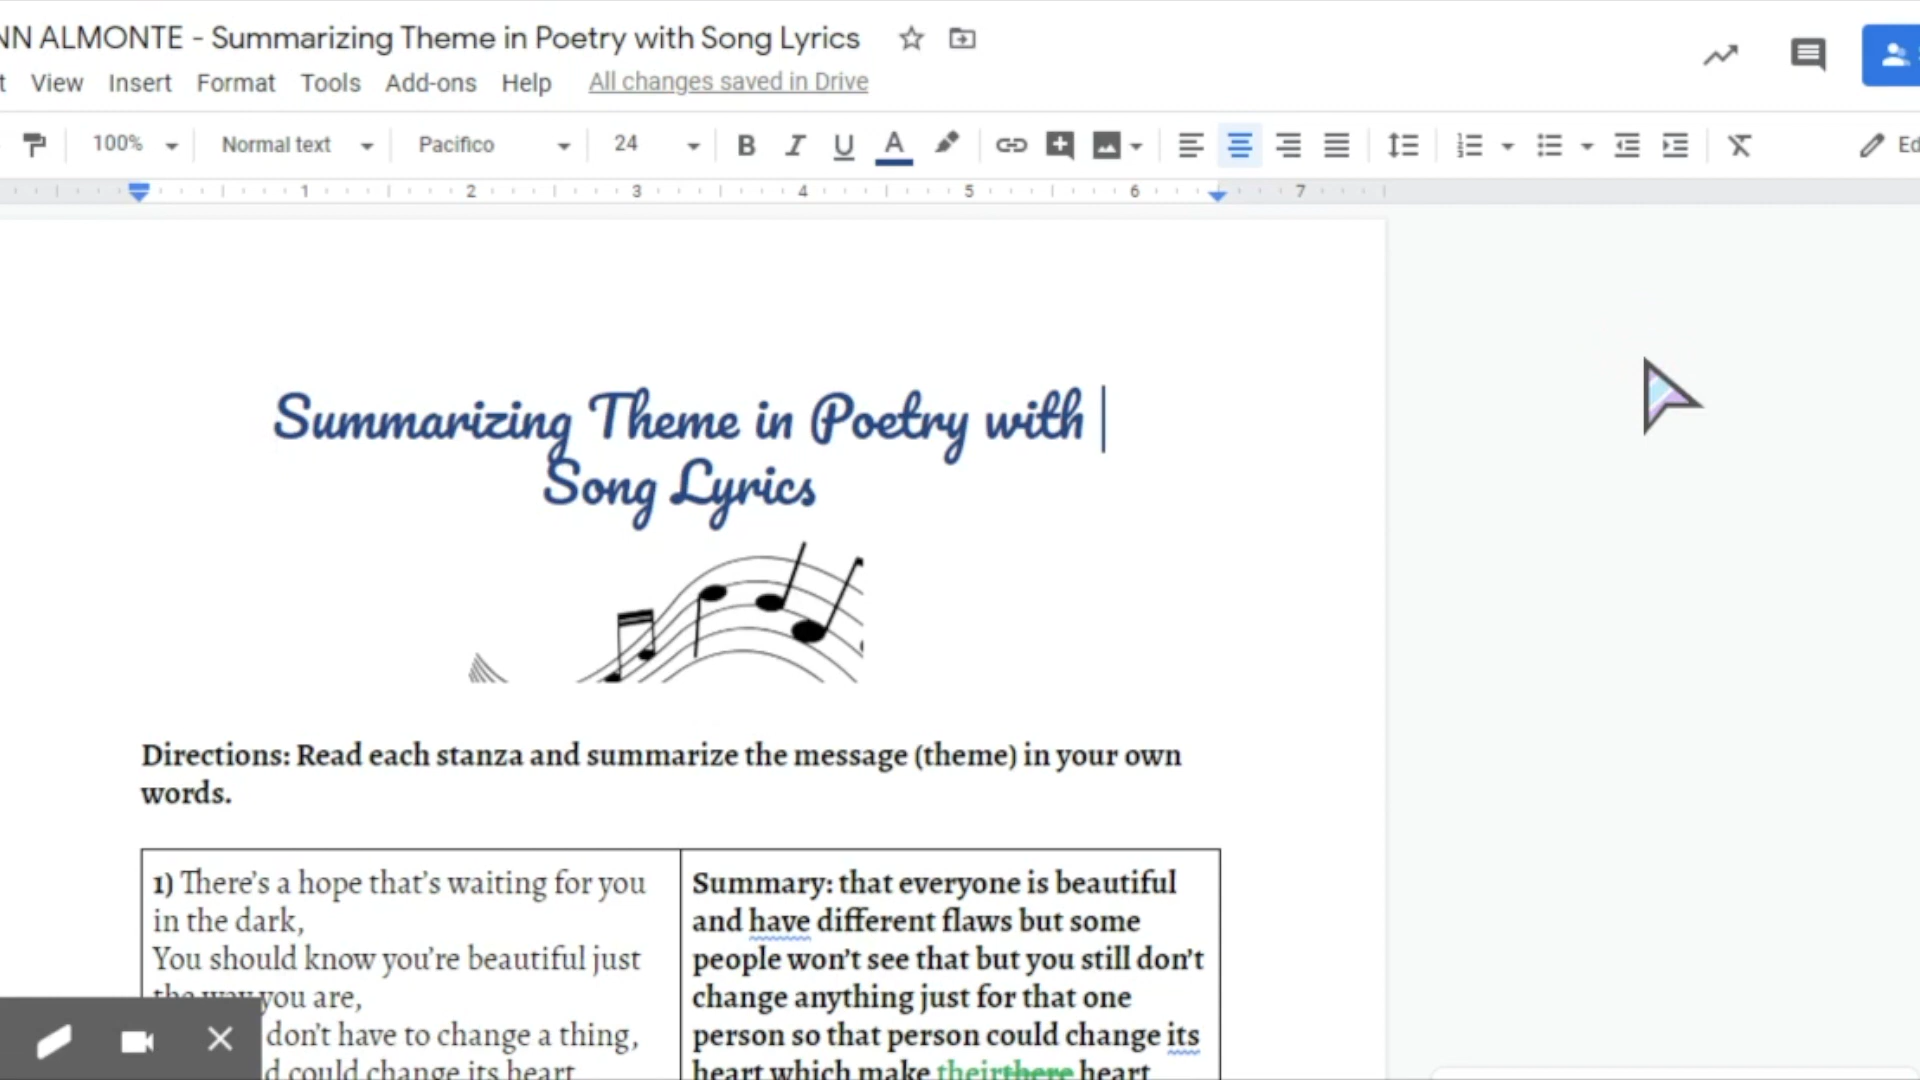 NN ALMONTE - Summarizing Theme in Poetry with Song Lyrics
t View Insert Format Tools Add-ons Help All changes saved in Drive
100% Normal text Pacifico 24 B I U A Ed
1 2 3 4 5 6 7
Summarizing Theme in Poetry with
Song Lyrics
Directions: Read each stanza and summarize the message (theme) in your own
words.
1) There's a hope that's waiting for you
in the dark,
You should know you're beautiful just
the way you are,
don't have to change a thing,
d could change its heart
Summary: that everyone is beautiful
and have different flaws but some
people won't see that but you still don't
change anything just for that one
person so that person could change its
heart which make theirthere heart